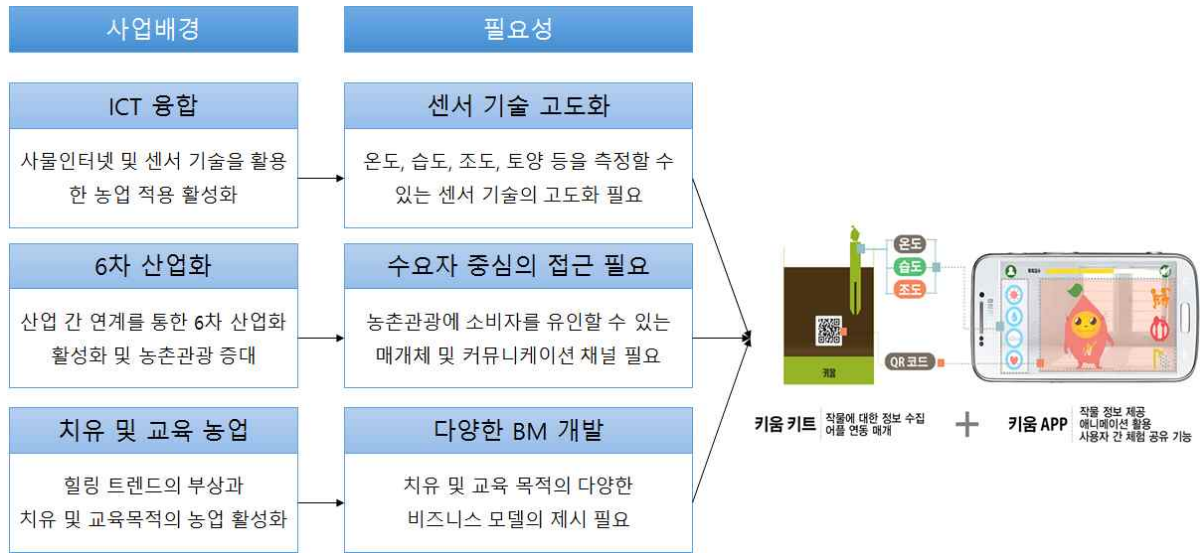 사업배경
필요성
ICT 융합
사물인터넷 및 센서 기술을 활용
한 농업 적용 활성화
센서 기술 고도화
온도, 습도, 조도, 토양 등을 측정할 수
있는 센서 기술의 고도화 필요
6차 산업화
산업 간 연계를 통한 6차 산업화
활성화 및 농촌관광 증대
수요자 중심의 접근 필요
농촌관광에 소비자를 유인할 수 있는
매개체 및 커뮤니케이션 채널 필요
치유 및 교육 농업
힐링 트렌드의 부상과
치유 및 교육목적의 농업 활성화
다양한 BM 개발
치유 및 교육 목적의 다양한
비즈니스 모델의 제시 필요
온도
습도
조도
QR 코드
키움
키움 키트
작물에 대한 정보 수집
어플 연동 매개
+
키움 APP
작물 정보 제공
애니메이션 활용
사용자 간 체험 공유 기능